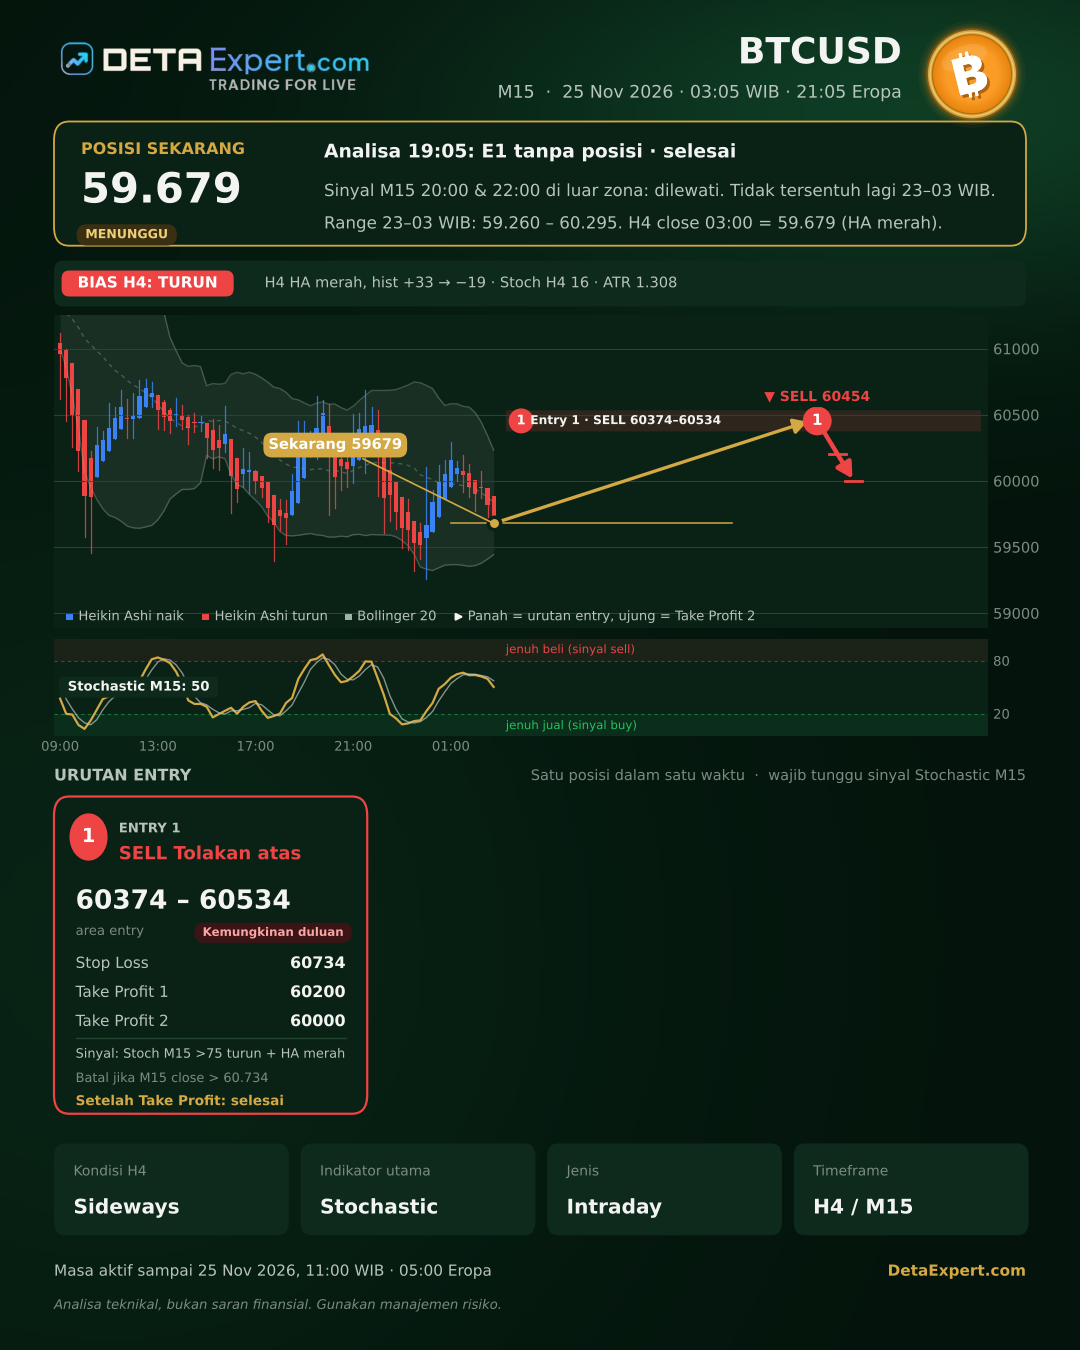 DETA Expert.com
TRADING FOR LIVE
BTCUSD
M15 · 25 Nov 2026 · 03:05 WIB · 21:05 Eropa
POSISI SEKARANG
59.679
MENUNGGU
Analisa 19:05: E1 tanpa posisi · selesai
Sinyal M15 20:00 & 22:00 di luar zona: dilewati. Tidak tersentuh lagi 23–03 WIB.
Range 23–03 WIB: 59.260 – 60.295. H4 close 03:00 = 59.679 (HA merah).
BIAS H4: TURUN
H4 HA merah, hist +33 → −19 · Stoch H4 16 · ATR 1.308
61000
▼ SELL 60454
1 Entry 1 · SELL 60374–60534
1
60500
Sekarang 59679
60000
59500
59000
Heikin Ashi naik
Heikin Ashi turun
Bollinger 20
Panah = urutan entry, ujung = Take Profit 2
jenuh beli (sinyal sell)
80
Stochastic M15: 50
20
jenuh jual (sinyal buy)
09:00 13:00 17:00 21:00 01:00
URUTAN ENTRY
Satu posisi dalam satu waktu · wajib tunggu sinyal Stochastic M15
1
ENTRY 1
SELL Tolakan atas
60374 – 60534
area entry
Kemungkinan duluan
Stop Loss 60734
Take Profit 1 60200
Take Profit 2 60000
Sinyal: Stoch M15 >75 turun + HA merah
Batal jika M15 close > 60.734
Setelah Take Profit: selesai
Kondisi H4
Sideways
Indikator utama
Stochastic
Jenis
Intraday
Timeframe
H4 / M15
Masa aktif sampai 25 Nov 2026, 11:00 WIB · 05:00 Eropa
DetaExpert.com
Analisa teknikal, bukan saran finansial. Gunakan manajemen risiko.